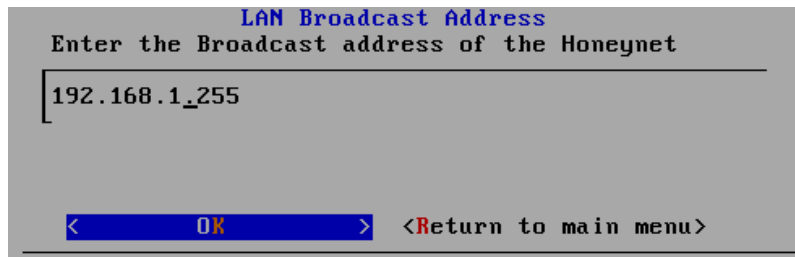 LAN Broadcast Address
Enter the Broadcast address of the Honeynet
192.168.1.255
<        OK        > <Return to main menu>